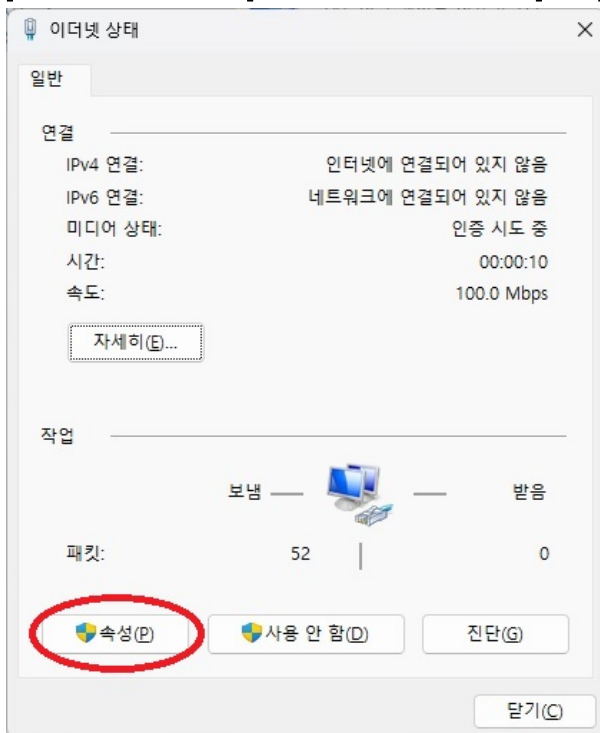 이더넷 상태
일반
연결
IPv4 연결: 인터넷에 연결되어 있지 않음
IPv6 연결: 네트워크에 연결되어 있지 않음
미디어 상태: 인증 시도 중
시간: 00:00:10
속도: 100.0 Mbps
자세히(E)...
작업
보냄 받음
패킷: 52 0
속성(P) 사용 안 함(D) 진단(G)
닫기(C)